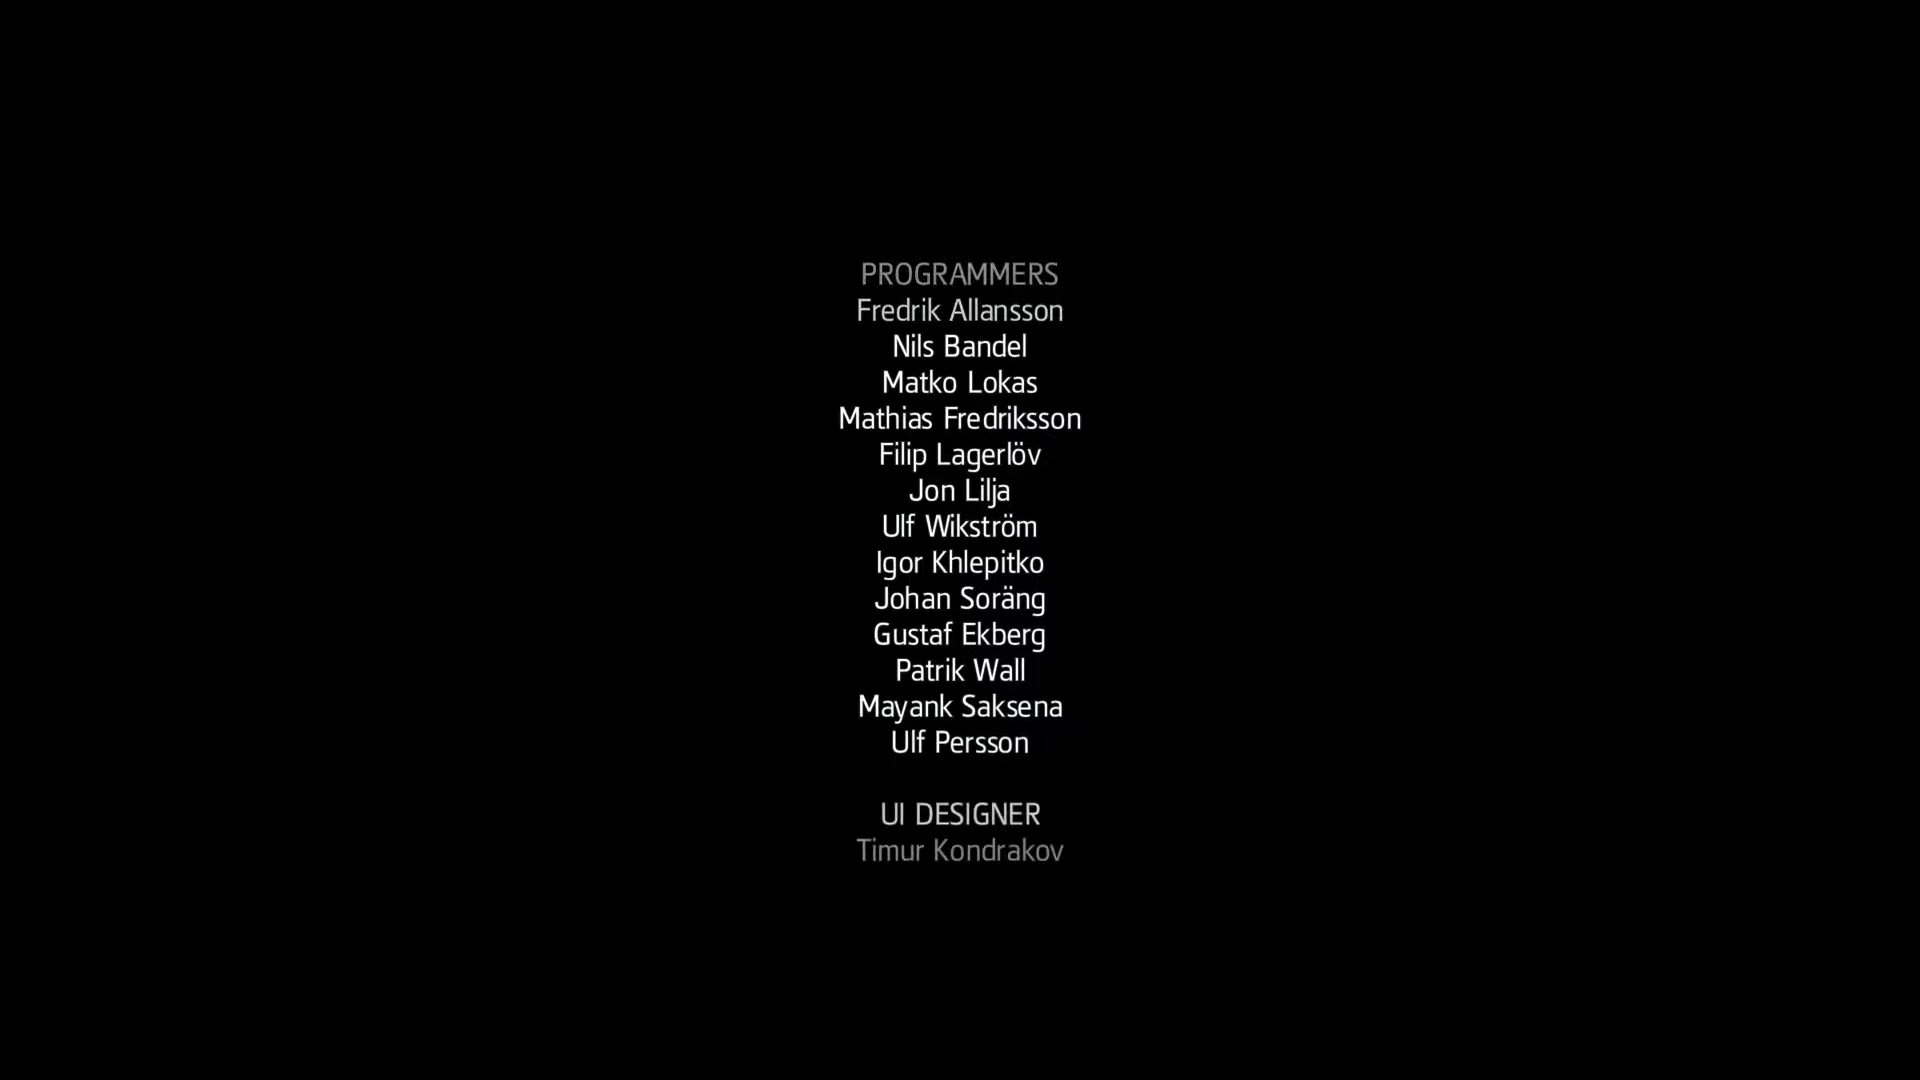 PROGRAMMERS
Fredrik Allansson
Nils Bandel
Matko Lokas
Mathias Fredriksson
Filip Lagerlöv
Jon Lilja
Ulf Wikström
Igor Khlepitko
Johan Soräng
Gustaf Ekberg
Patrik Wall
Mayank Saksena
Ulf Persson
UI DESIGNER
Timur Kondrakov